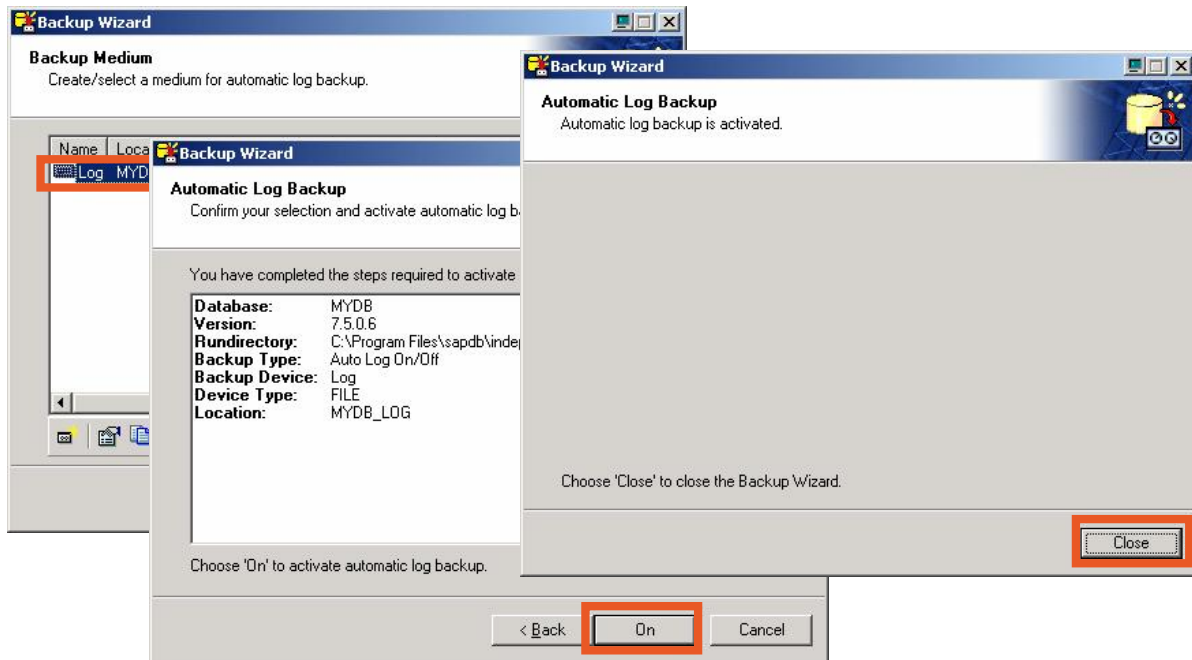 Backup Wizard
Backup Medium
Create/select a medium for automatic log backup.
Name Loca
Log MYD
Backup Wizard
Automatic Log Backup
Confirm your selection and activate automatic log b
You have completed the steps required to activate
Database: MYDB
Version: 7.5.0.6
Rundirectory: C:\Program Files\sapdb\indep
Backup Type: Auto Log On/Off
Backup Device: Log
Device Type: FILE
Location: MYDB_LOG
Choose 'On' to activate automatic log backup.
< Back On Cancel
Backup Wizard
Automatic Log Backup
Automatic log backup is activated.
Choose 'Close' to close the Backup Wizard.
Close